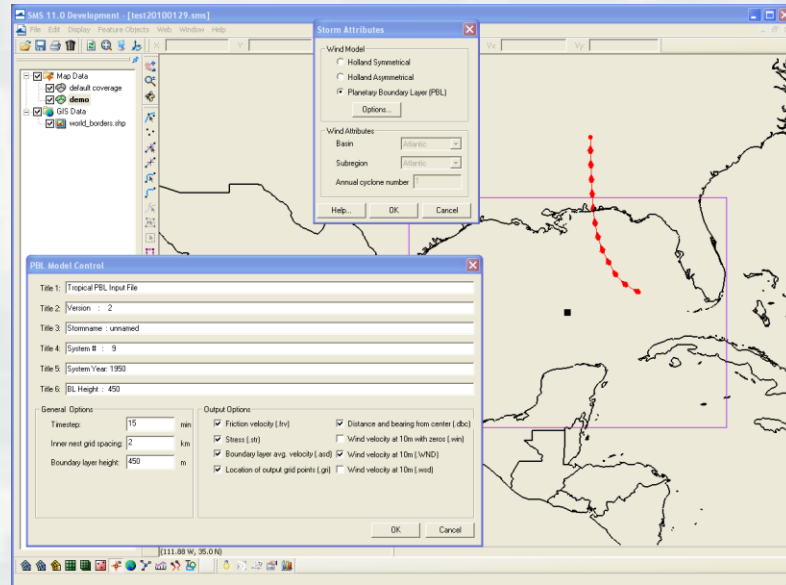 SMS 11.0 Development - [test20100129.sms]
File Edit Display Feature Objects Web Window Help
X: Y: Vx: Vy:
Map Data
default coverage
demo
GIS Data
world_borders.shp
Storm Attributes
Wind Model
Holland Symmetrical
Holland Asymmetrical
Planetary Boundary Layer (PBL)
Options...
Wind Attributes
Basin Atlantic
Subregion Atlantic
Annual cyclone number 1
Help... OK Cancel
PBL Model Control
Title 1: Tropical PBL Input File
Title 2: Version : 2
Title 3: Stormname : unnamed
Title 4: System # : 9
Title 5: System Year: 1950
Title 6: BL Height : 450
General Options
Timestep: 15 min
Inner nest grid spacing: 2 km
Boundary layer height: 450 m
Output Options
Friction velocity (.frv)
Stress (.str)
Boundary layer avg. velocity (.asd)
Location of output grid points (.gri)
Distance and bearing from center (.dbc)
Wind velocity at 10m with zeros (.win)
Wind velocity at 10m (.WND)
Wind velocity at 10m (.wsd)
OK Cancel
(111.88 W, 35.0 N)